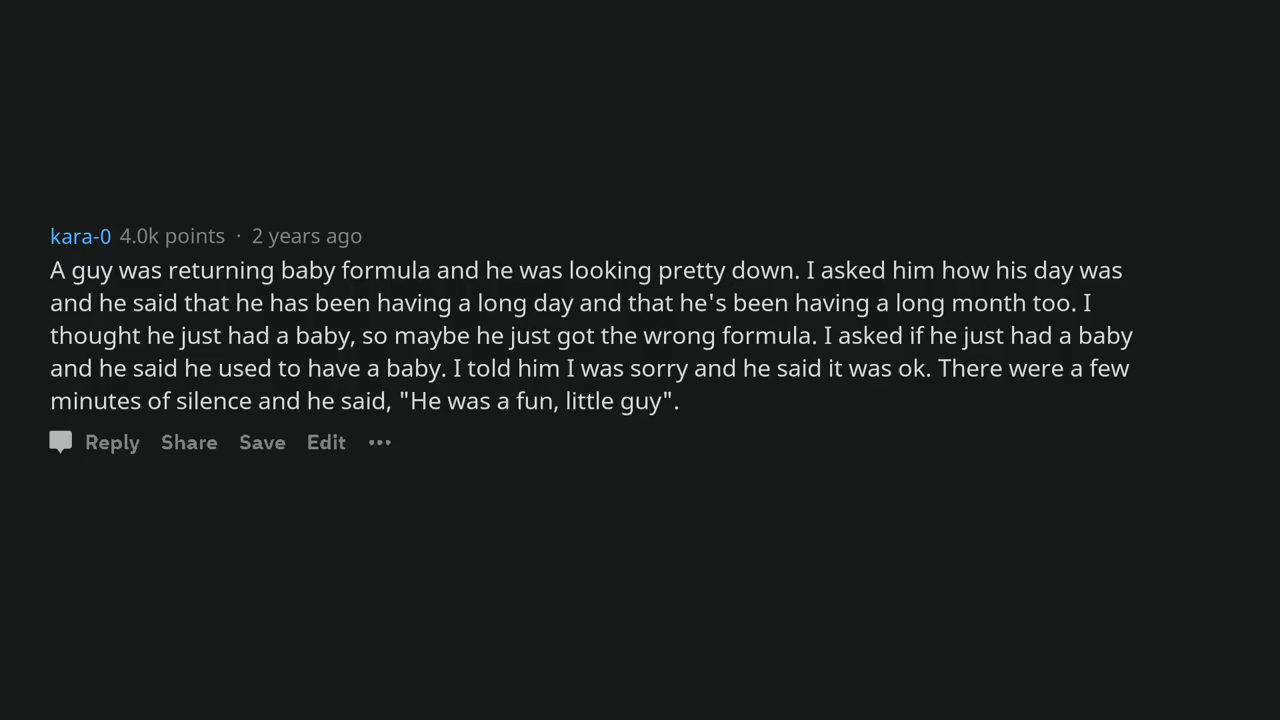 kara-0 4.0k points · 2 years ago
A guy was returning baby formula and he was looking pretty down. I asked him how his day was
and he said that he has been having a long day and that he's been having a long month too. I
thought he just had a baby, so maybe he just got the wrong formula. I asked if he just had a baby
and he said he used to have a baby. I told him I was sorry and he said it was ok. There were a few
minutes of silence and he said, "He was a fun, little guy".
Reply Share Save Edit •••